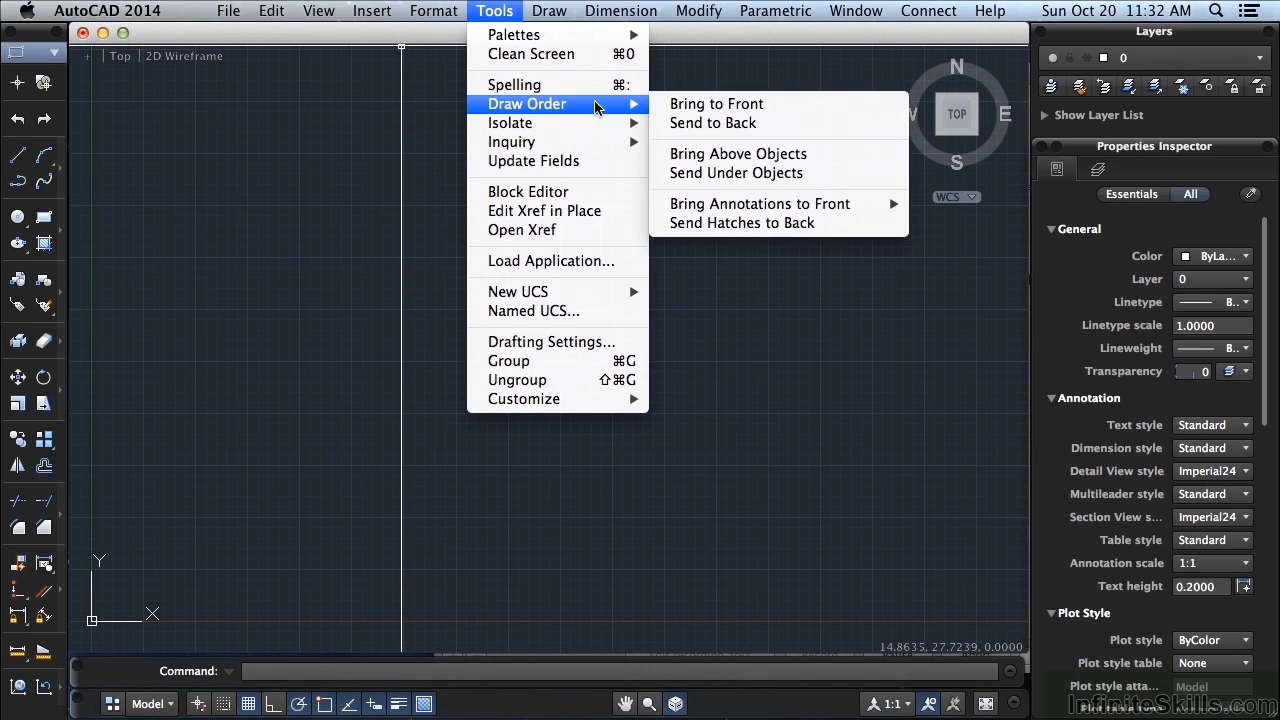 AutoCAD 2014 File Edit View Insert Format Tools Draw Dimension Modify Parametric Window Connect Help Sun Oct 20 11:32 AM
+ Top 2D Wireframe
Palettes
Clean Screen ⌘0
Spelling ⌘:
Draw Order
Isolate
Inquiry
Update Fields
Block Editor
Edit Xref in Place
Open Xref
Load Application...
New UCS
Named UCS...
Drafting Settings...
Group ⌘G
Ungroup ⇧⌘G
Customize
Bring to Front
Send to Back
Bring Above Objects
Send Under Objects
Bring Annotations to Front
Send Hatches to Back
N
W
TOP
E
S
WCS
Layers
0
Show Layer List
Properties Inspector
Essentials All
General
Color ByLa...
Layer 0
Linetype B..
Linetype scale 1.0000
Lineweight B..
Transparency 0
Annotation
Text style Standard
Dimension style Standard
Detail View style Imperial24
Multileader style Standard
Section View s... Imperial24
Table style Standard
Annotation scale 1:1
Text height 0.2000
Plot Style
Plot style ByColor
Plot style table None
Plot style atta... Model
Plot table type
Y
X
14.8635, 27.7239, 0.0000
Command:
Model
1:1
InfiniteSkills.com